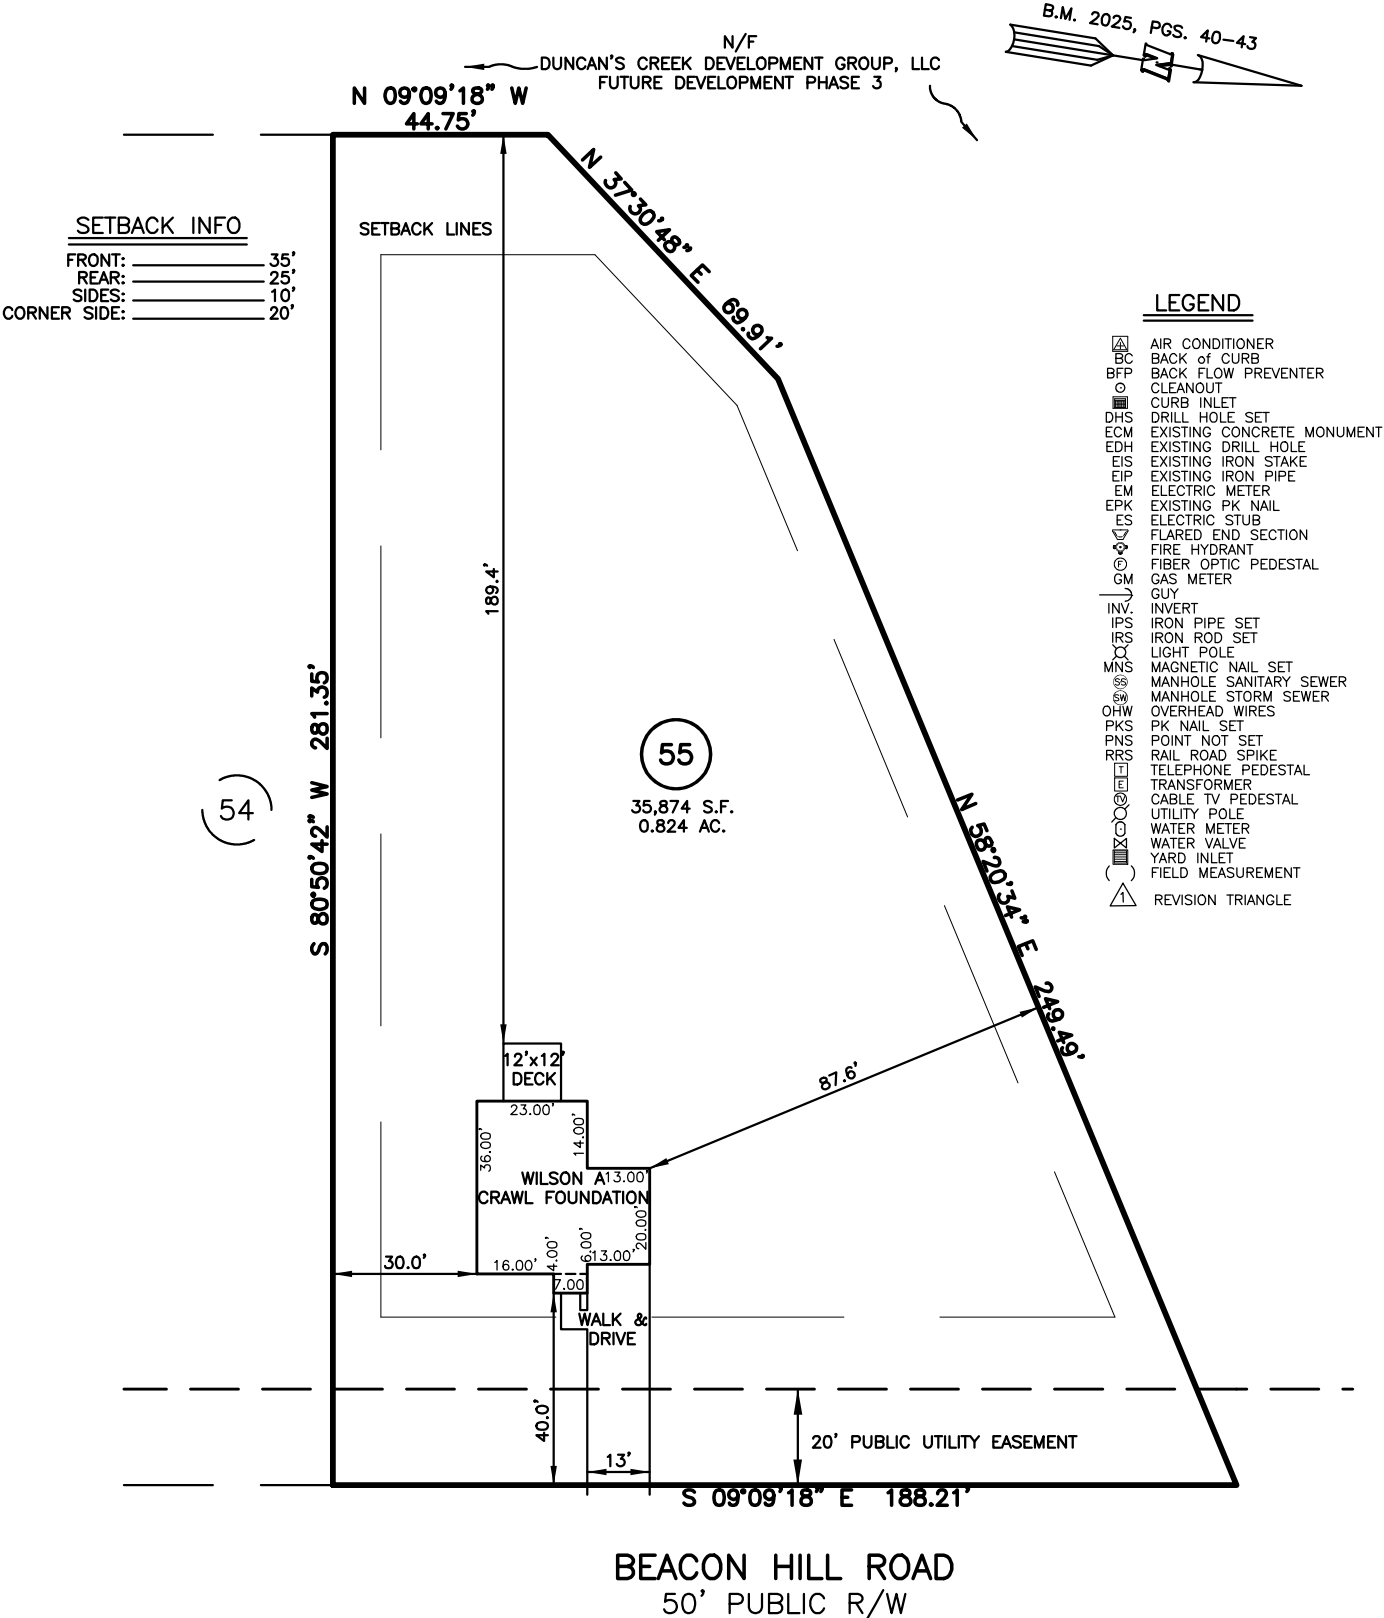 B.M. 2025, PGS. 40-43
N
N/F
DUNCAN'S CREEK DEVELOPMENT GROUP, LLC
FUTURE DEVELOPMENT PHASE 3
N 09°09'18" W
44.75'
N 37°30'48" E 69.91'
SETBACK INFO
FRONT: 35'
REAR: 25'
SIDES: 10'
CORNER SIDE: 20'
SETBACK LINES
LEGEND
A AIR CONDITIONER
BC BACK of CURB
BFP BACK FLOW PREVENTER
CLEANOUT
CURB INLET
DHS DRILL HOLE SET
ECM EXISTING CONCRETE MONUMENT
EDH EXISTING DRILL HOLE
EIS EXISTING IRON STAKE
EIP EXISTING IRON PIPE
EM ELECTRIC METER
EPK EXISTING PK NAIL
ES ELECTRIC STUB
FLARED END SECTION
FIRE HYDRANT
F FIBER OPTIC PEDESTAL
GM GAS METER
GUY
INV. INVERT
IPS IRON PIPE SET
IRS IRON ROD SET
LIGHT POLE
MNS MAGNETIC NAIL SET
SS MANHOLE SANITARY SEWER
SW MANHOLE STORM SEWER
OHW OVERHEAD WIRES
PKS PK NAIL SET
PNS POINT NOT SET
RRS RAIL ROAD SPIKE
T TELEPHONE PEDESTAL
E TRANSFORMER
TV CABLE TV PEDESTAL
UTILITY POLE
WATER METER
WATER VALVE
YARD INLET
( ) FIELD MEASUREMENT
1 REVISION TRIANGLE
189.4'
S 80°50'42" W 281.35'
54
55
35,874 S.F.
0.824 AC.
N 58°20'34" E 249.49'
87.6'
12'x12'
DECK
23.00'
36.00'
14.00'
WILSON A
13.00'
CRAWL FOUNDATION
20.00'
6.00'
4.00'
13.00'
16.00'
7.00
30.0'
WALK &
DRIVE
40.0'
13'
20' PUBLIC UTILITY EASEMENT
S 09°09'18" E 188.21'
BEACON HILL ROAD
50' PUBLIC R/W